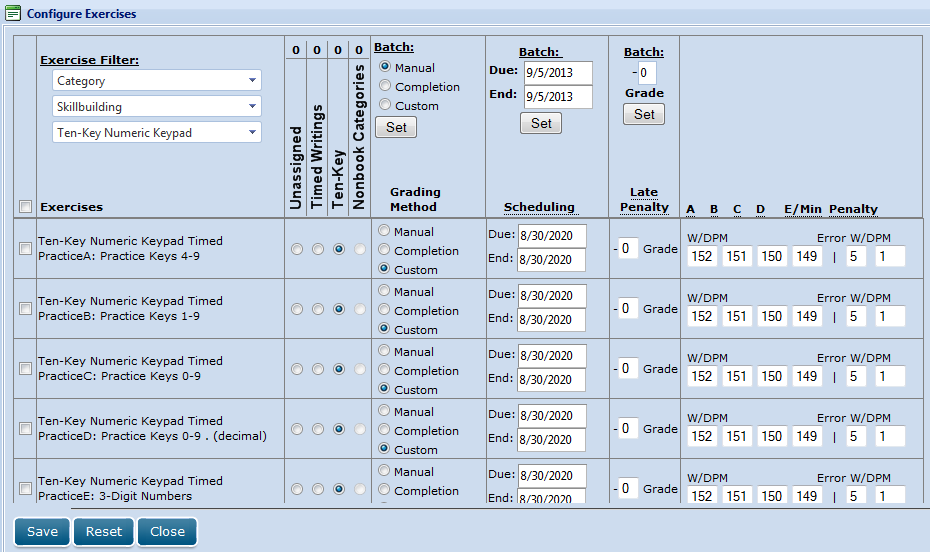 Configure Exercises
Exercise Filter:
Category
Skillbuilding
Ten-Key Numeric Keypad
Exercises
0 0 0 0
Unassigned
Timed Writings
Ten-Key
Nonbook Categories
Batch:
Manual
Completion
Custom
Set
Grading
Method
Batch:
Due: 9/5/2013
End: 9/5/2013
Set
Scheduling
Batch:
-0
Grade
Set
Late
Penalty
A B C D E/Min Penalty
Ten-Key Numeric Keypad Timed
PracticeA: Practice Keys 4-9
Manual
Completion
Custom
Due: 8/30/2020
End: 8/30/2020
-0 Grade
W/DPM Error W/DPM
152 151 150 149 | 5 1
Ten-Key Numeric Keypad Timed
PracticeB: Practice Keys 1-9
Manual
Completion
Custom
Due: 8/30/2020
End: 8/30/2020
-0 Grade
W/DPM Error W/DPM
152 151 150 149 | 5 1
Ten-Key Numeric Keypad Timed
PracticeC: Practice Keys 0-9
Manual
Completion
Custom
Due: 8/30/2020
End: 8/30/2020
-0 Grade
W/DPM Error W/DPM
152 151 150 149 | 5 1
Ten-Key Numeric Keypad Timed
PracticeD: Practice Keys 0-9 . (decimal)
Manual
Completion
Custom
Due: 8/30/2020
End: 8/30/2020
-0 Grade
W/DPM Error W/DPM
152 151 150 149 | 5 1
Ten-Key Numeric Keypad Timed
PracticeE: 3-Digit Numbers
Manual
Completion
Due: 8/30/2020
End: 8/30/2020
-0 Grade
W/DPM Error W/DPM
152 151 150 149 | 5 1
Save Reset Close